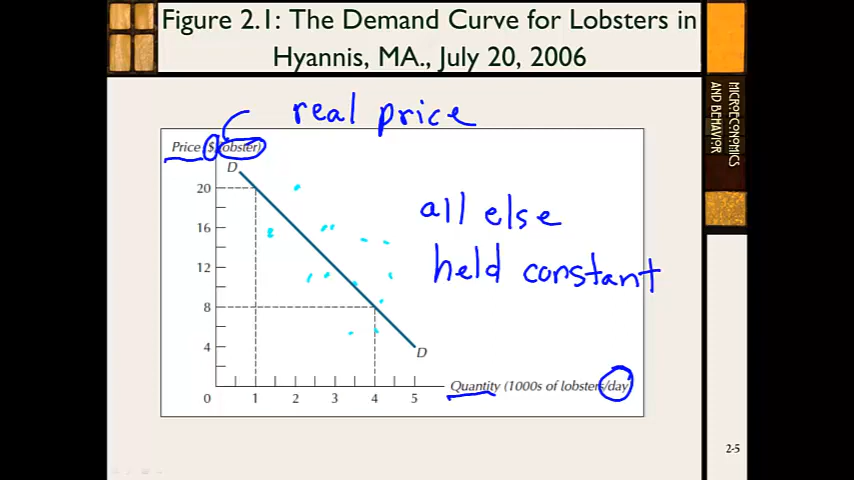 Figure 2.1: The Demand Curve for Lobsters in
Hyannis, MA., July 20, 2006
MICROECONOMICS
AND BEHAVIOR
real price
Price ($/lobster)
D
20
16
12
8
4
0
1
2
3
4
5
D
all else
held constant
Quantity (1000s of lobsters/day)
2-5